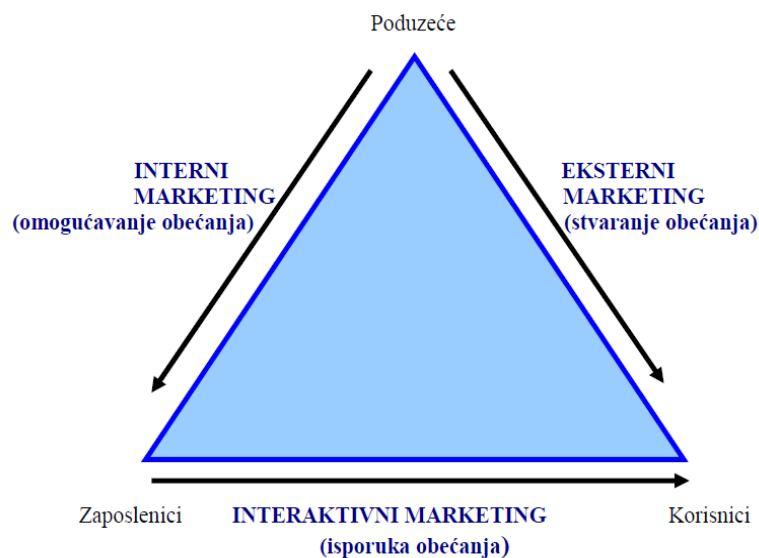 Poduzeće
INTERNI
MARKETING
(omogućavanje obećanja)
EKSTERNI
MARKETING
(stvaranje obećanja)
Zaposlenici
INTERAKTIVNI MARKETING
(isporuka obećanja)
Korisnici